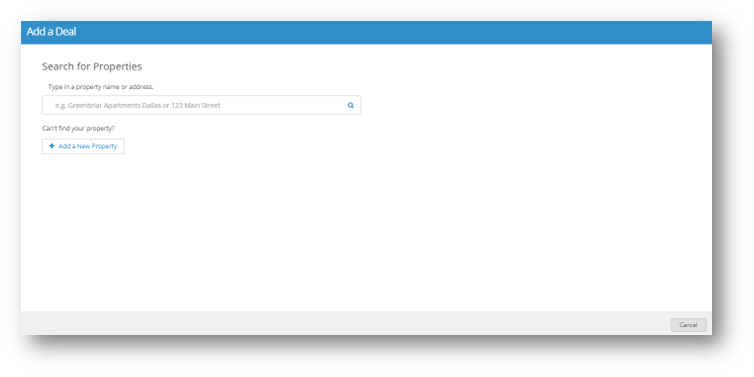 Add a Deal
Search for Properties
Type in a property name or address.
e.g. Greenbriar Apartments Dallas or 123 Main Street
Can't find your property?
+ Add a New Property
Cancel